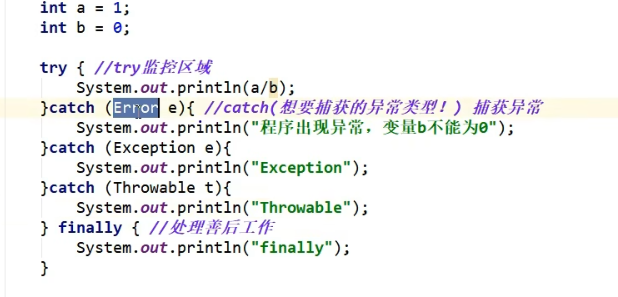 int a = 1;
int b = 0;
try { //try监控区域
System.out.println(a/b);
}catch (Error e){ //catch(想要捕获的异常类型！) 捕获异常
System.out.println("程序出现异常，变量b不能为0");
}catch (Exception e){
System.out.println("Exception");
}catch (Throwable t){
System.out.println("Throwable");
} finally { //处理善后工作
System.out.println("finally");
}